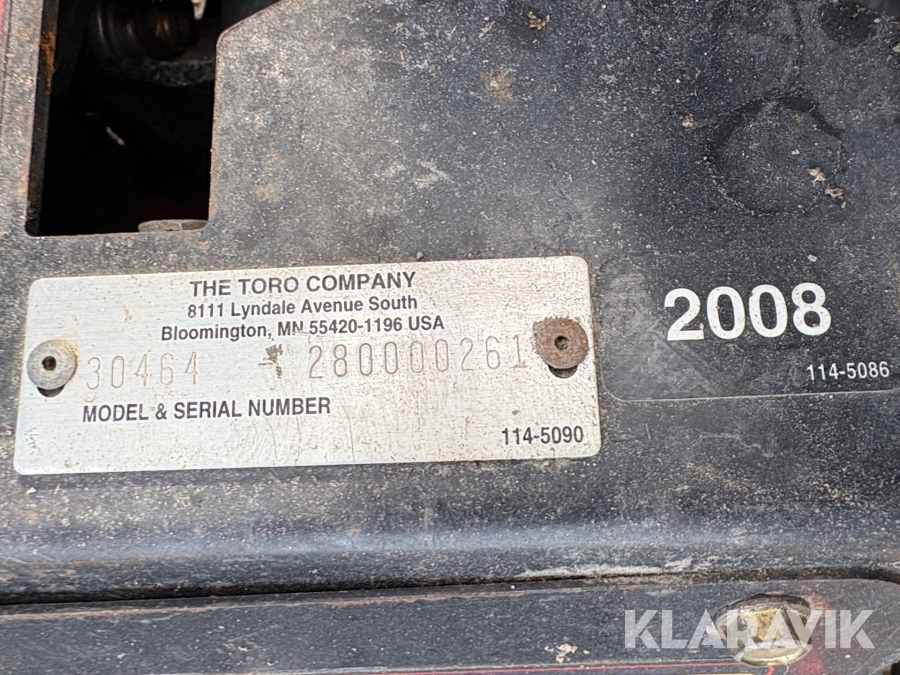 THE TORO COMPANY
8111 Lyndale Avenue South
Bloomington, MN 55420-1196 USA
30464 - 280000261
MODEL & SERIAL NUMBER
114-5090
2008
114-5086
KLARAVIK